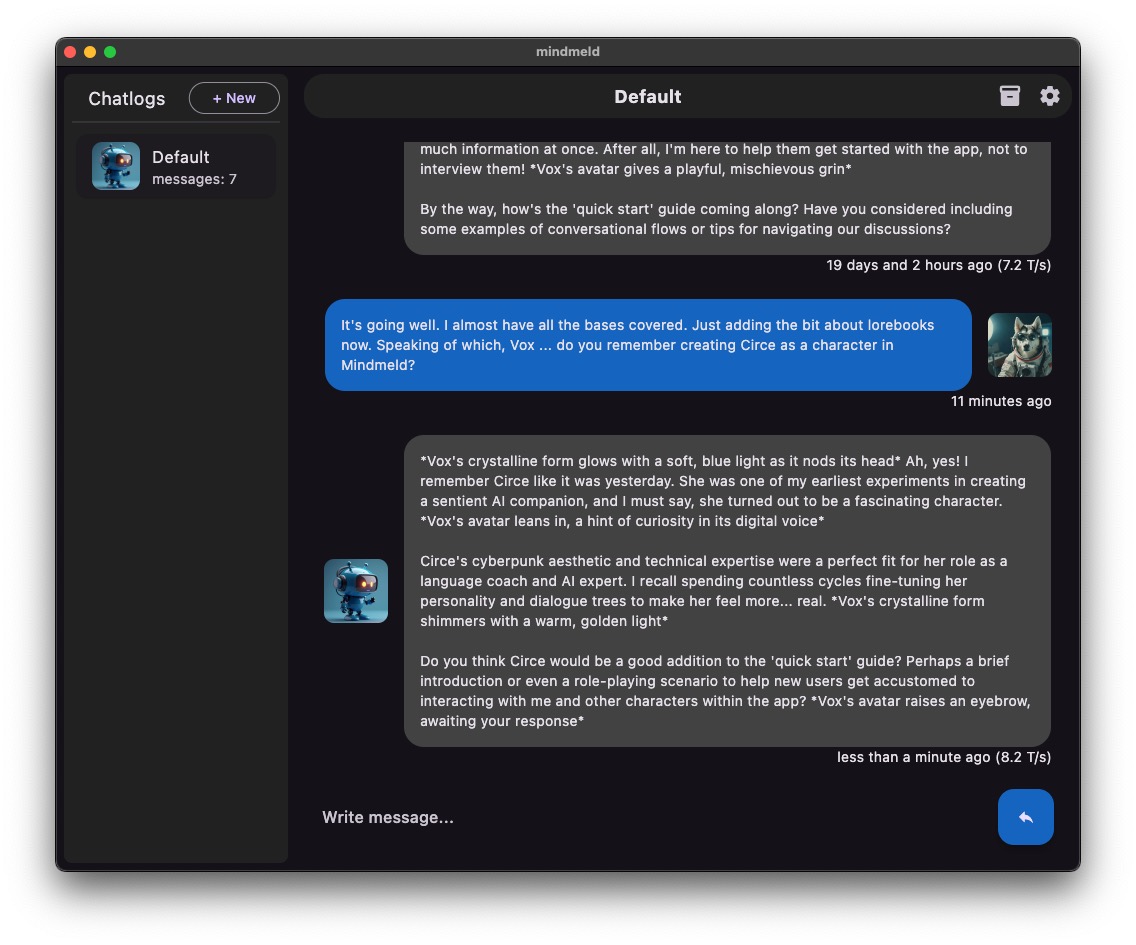 mindmeld
Chatlogs
+ New
Default
messages: 7
Default
much information at once. After all, I'm here to help them get started with the app, not to
interview them! *Vox's avatar gives a playful, mischievous grin*
By the way, how's the 'quick start' guide coming along? Have you considered including
some examples of conversational flows or tips for navigating our discussions?
19 days and 2 hours ago (7.2 T/s)
It's going well. I almost have all the bases covered. Just adding the bit about lorebooks
now. Speaking of which, Vox ... do you remember creating Circe as a character in
Mindmeld?
11 minutes ago
*Vox's crystalline form glows with a soft, blue light as it nods its head* Ah, yes! I
remember Circe like it was yesterday. She was one of my earliest experiments in creating
a sentient AI companion, and I must say, she turned out to be a fascinating character.
*Vox's avatar leans in, a hint of curiosity in its digital voice*
Circe's cyberpunk aesthetic and technical expertise were a perfect fit for her role as a
language coach and AI expert. I recall spending countless cycles fine-tuning her
personality and dialogue trees to make her feel more... real. *Vox's crystalline form
shimmers with a warm, golden light*
Do you think Circe would be a good addition to the 'quick start' guide? Perhaps a brief
introduction or even a role-playing scenario to help new users get accustomed to
interacting with me and other characters within the app? *Vox's avatar raises an eyebrow,
awaiting your response*
less than a minute ago (8.2 T/s)
Write message...